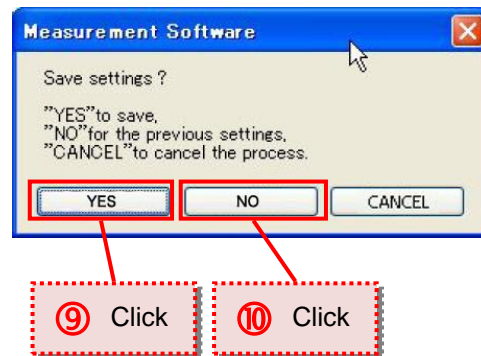 Measurement Software
Save settings ?
”YES”to save,
”NO”for the previous settings,
”CANCEL”to cancel the process.
YES NO CANCEL
⑨ Click ⑩ Click